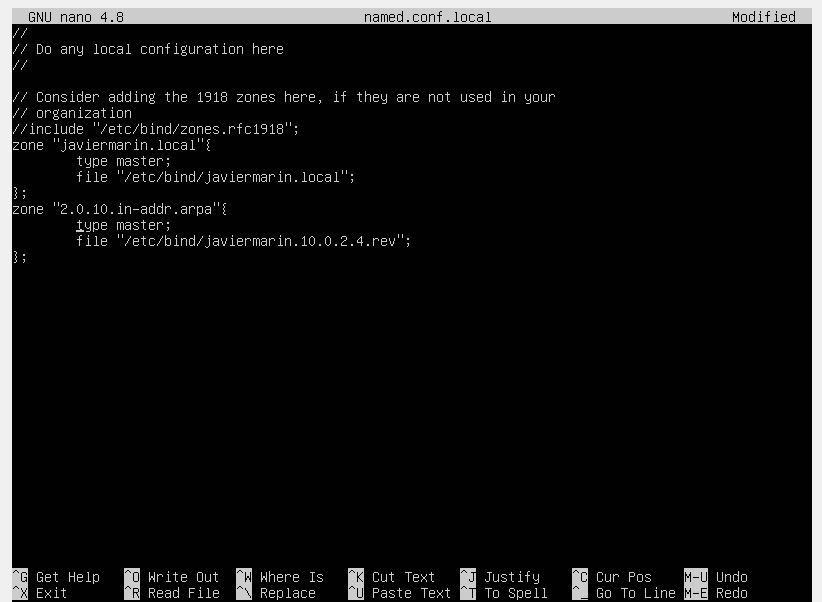 GNU nano 4.8 named.conf.local Modified
//
// Do any local configuration here
//
// Consider adding the 1918 zones here, if they are not used in your
// organization
//include "/etc/bind/zones.rfc1918";
zone "javiermarin.local"{
type master;
file "/etc/bind/javiermarin.local";
};
zone "2.0.10.in-addr.arpa"{
type master;
file "/etc/bind/javiermarin.10.0.2.4.rev";
};
^G Get Help ^O Write Out ^W Where Is ^K Cut Text ^J Justify ^C Cur Pos M-U Undo
^X Exit ^R Read File ^\ Replace ^U Paste Text ^T To Spell ^_ Go To Line M-E Redo